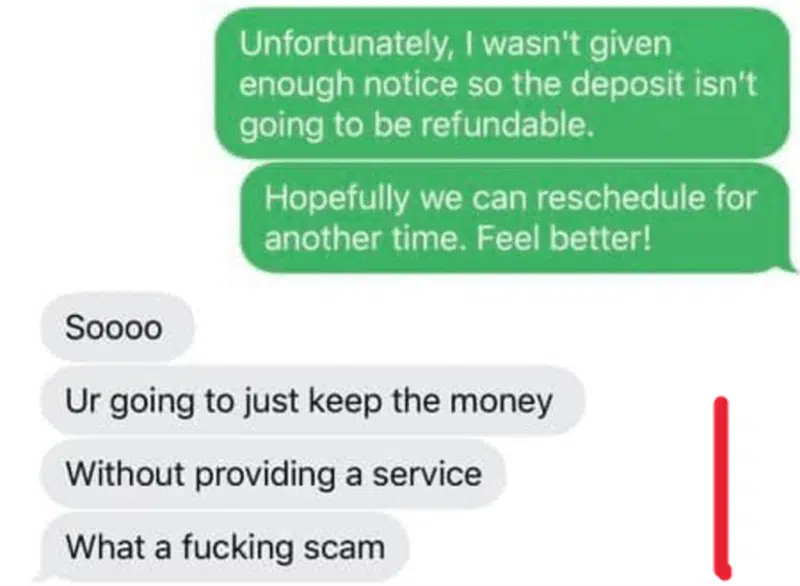 Unfortunately, I wasn't given
enough notice so the deposit isn't
going to be refundable.
Hopefully we can reschedule for
another time. Feel better!
Soooo
Ur going to just keep the money
Without providing a service
What a fucking scam